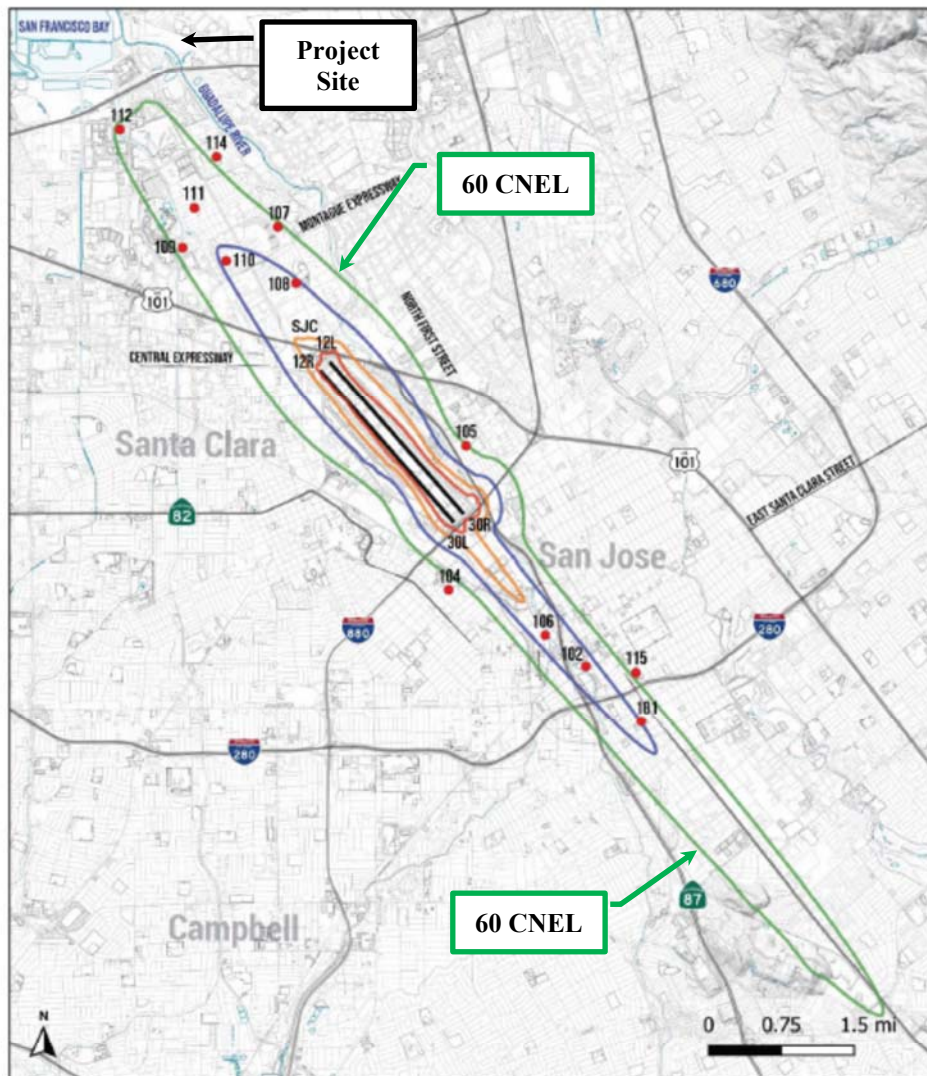 SAN FRANCISCO BAY
Project
Site
GUADALUPE RIVER
112
114
60 CNEL
111
107
MONTAGUE EXPRESSWAY
109
110
108
680
101
SJC
12L
12R
NORTH FIRST STREET
CENTRAL EXPRESSWAY
Santa Clara
105
101
EAST SANTA CLARA STREET
82
30R
30L
San Jose
104
880
106
102
115
280
101
280
60 CNEL
87
Campbell
N
0 0.75 1.5 mi